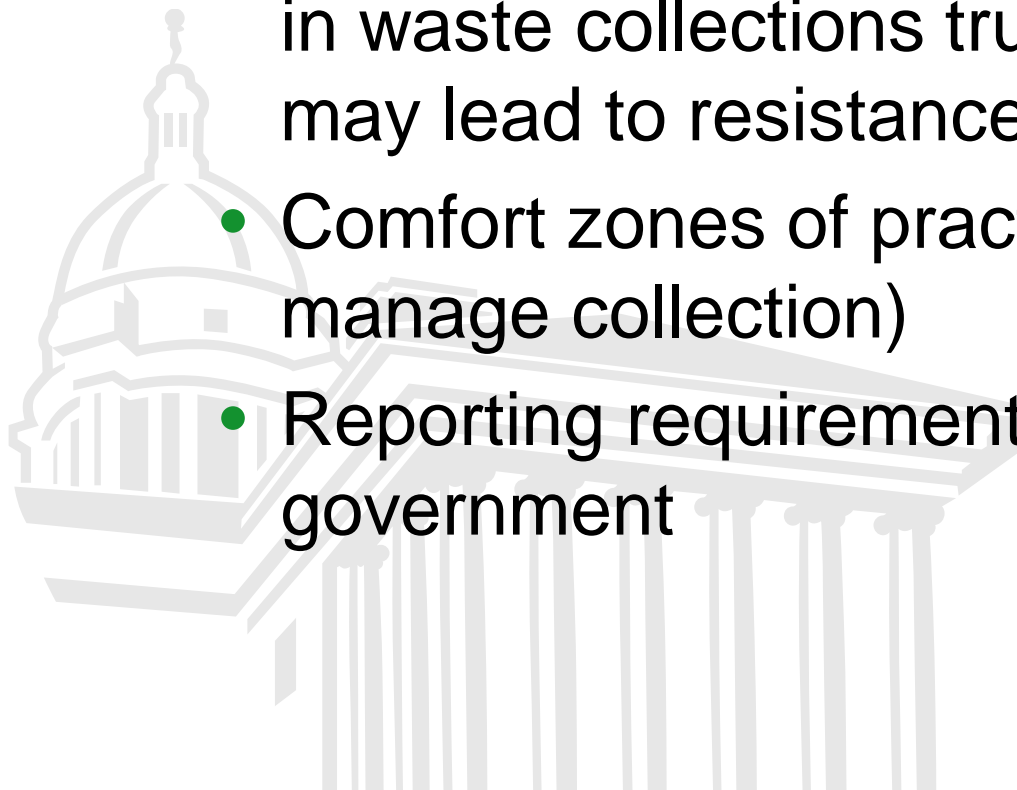 in waste collections tru
may lead to resistance
• Comfort zones of prac
manage collection)
• Reporting requirement
government